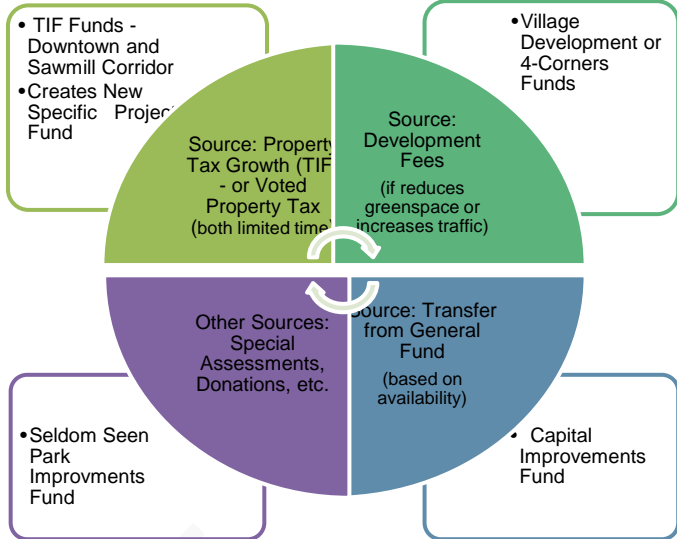 • TIF Funds -
Downtown and
Sawmill Corridor
•Creates New
Specific Project
Fund
Source: Property
Tax Growth (TIF)
- or Voted
Property Tax
(both limited time)
•Village
Development or
4-Corners
Funds
Source:
Development
Fees
(if reduces
greenspace or
increases traffic)
Other Sources:
Special
Assessments,
Donations, etc.
•Seldom Seen
Park
Improvments
Fund
Source: Transfer
from General
Fund
(based on
availability)
• Capital
Improvements
Fund